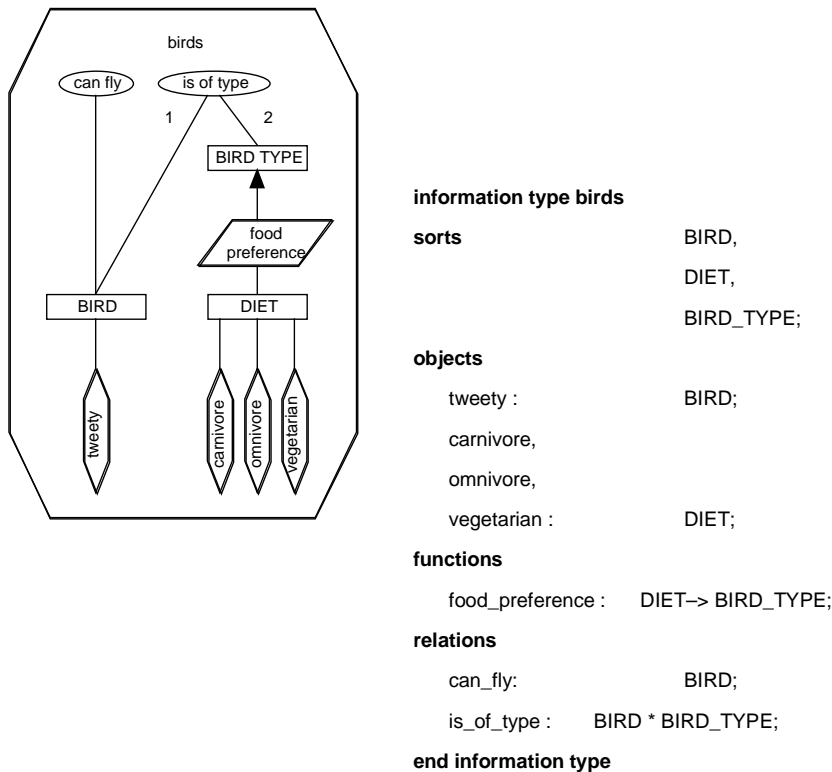 birds
can fly
is of type
1
2
BIRD TYPE
food
preference
BIRD
DIET
tweety
carnivore
omnivore
vegetarian
information type birds
sorts BIRD,
DIET,
BIRD_TYPE;
objects
tweety : BIRD;
carnivore,
omnivore,
vegetarian : DIET;
functions
food_preference : DIET–> BIRD_TYPE;
relations
can_fly: BIRD;
is_of_type : BIRD * BIRD_TYPE;
end information type